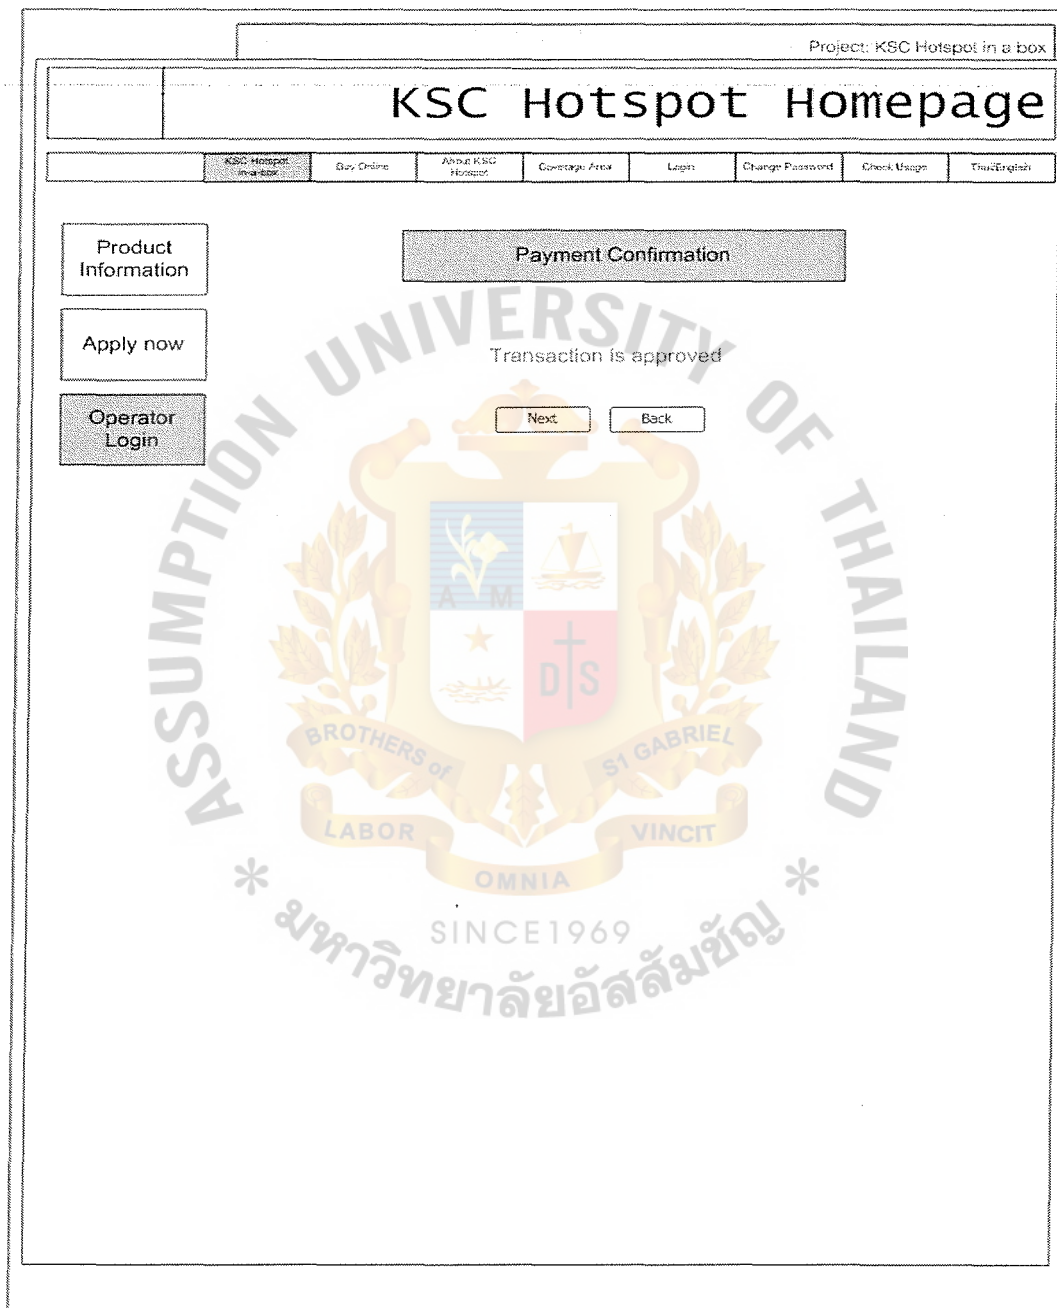 Project: KSC Hotspot in a box
KSC Hotspot Homepage
KSC Hotspot
in-a-box
Buy Online
About KSC
Hotspot
Coverage Area
Login
Change Password
Check Usage
Thai/English
Product
Information
Payment Confirmation
Apply now
Transaction is approved
Operator
Login
Next
Back
ASSUMPTION UNIVERSITY OF THAILAND
A M
D S
BROTHERS of
S1 GABRIEL
LABOR
VINCIT
OMNIA
SINCE1969
มหาวิทยาลัยอัสสัมชัญ